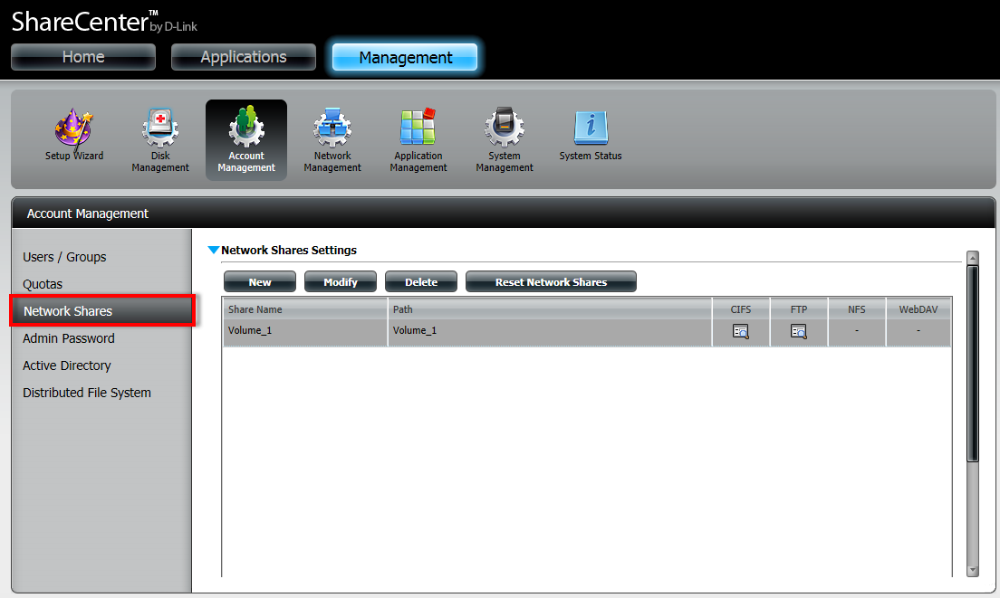 ShareCenter™ by D-Link
Home Applications Management
Setup Wizard
Disk
Management
Account
Management
Network
Management
Application
Management
System
Management
System Status
Account Management
Users / Groups
Quotas
Network Shares
Admin Password
Active Directory
Distributed File System
Network Shares Settings
New Modify Delete Reset Network Shares
Share Name Path CIFS FTP NFS WebDAV
Volume_1 Volume_1 - -